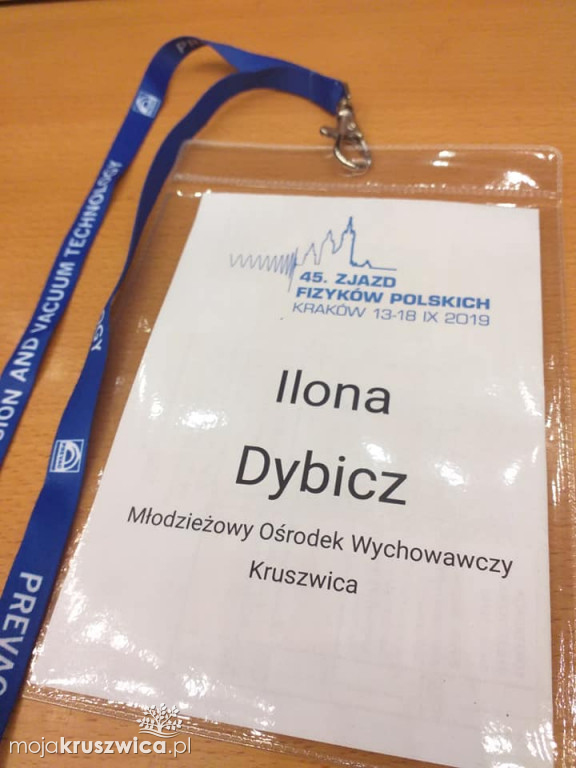 45. ZJAZD
FIZYKÓW POLSKICH
KRAKÓW 13-18 IX 2019
Ilona
Dybicz
Młodzieżowy Ośrodek Wychowawczy
Kruszwica
SION AND VACUUM TECHNOLOGY
PREVAC
mojakruszwica.pl